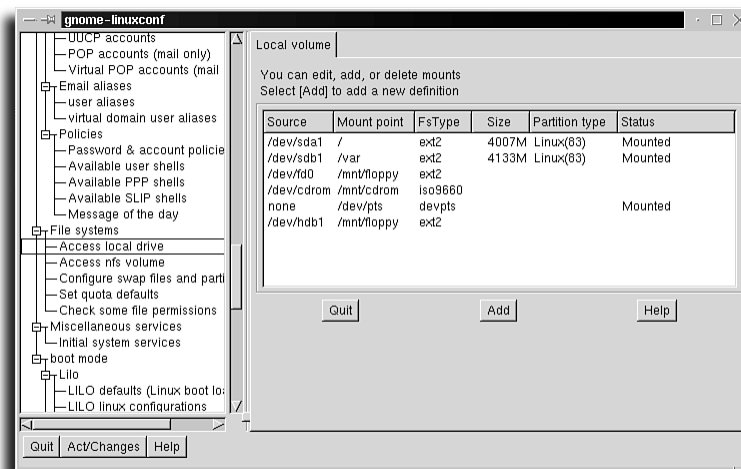 gnome-linuxconf
UUCP accounts
POP accounts (mail only)
Virtual POP accounts (mail
Email aliases
user aliases
virtual domain user aliases
Policies
Password & account policie
Available user shells
Available PPP shells
Available SLIP shells
Message of the day
File systems
Access local drive
Access nfs volume
Configure swap files and parti
Set quota defaults
Check some file permissions
Miscellaneous services
Initial system services
boot mode
Lilo
LILO defaults (Linux boot loa
LILO linux configurations
Local volume
You can edit, add, or delete mounts
Select [Add] to add a new definition
Source Mount point FsType Size Partition type Status
/dev/sda1 / ext2 4007M Linux(83) Mounted
/dev/sdb1 /var ext2 4133M Linux(83) Mounted
/dev/fd0 /mnt/floppy ext2
/dev/cdrom /mnt/cdrom iso9660
none /dev/pts devpts Mounted
/dev/hdb1 /mnt/floppy ext2
Quit Add Help
Quit Act/Changes Help